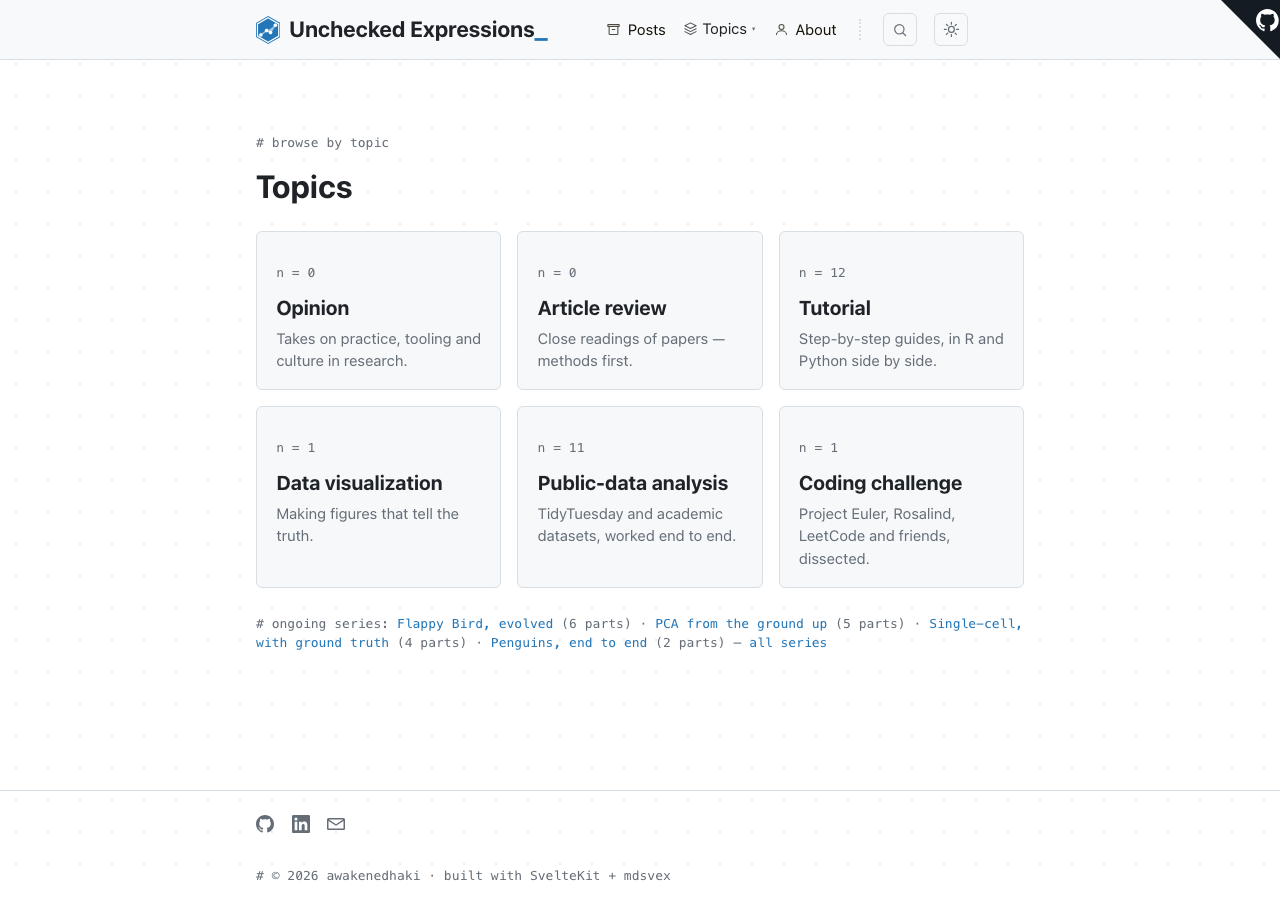 Unchecked Expressions_
Posts
Topics
About
# browse by topic
Topics
n = 0
Opinion
Takes on practice, tooling and
culture in research.
n = 0
Article review
Close readings of papers —
methods first.
n = 12
Tutorial
Step-by-step guides, in R and
Python side by side.
n = 1
Data visualization
Making figures that tell the
truth.
n = 11
Public-data analysis
TidyTuesday and academic
datasets, worked end to end.
n = 1
Coding challenge
Project Euler, Rosalind,
LeetCode and friends,
dissected.
# ongoing series: Flappy Bird, evolved (6 parts) · PCA from the ground up (5 parts) · Single-cell,
with ground truth (4 parts) · Penguins, end to end (2 parts) — all series
# © 2026 awakenedhaki · built with SvelteKit + mdsvex